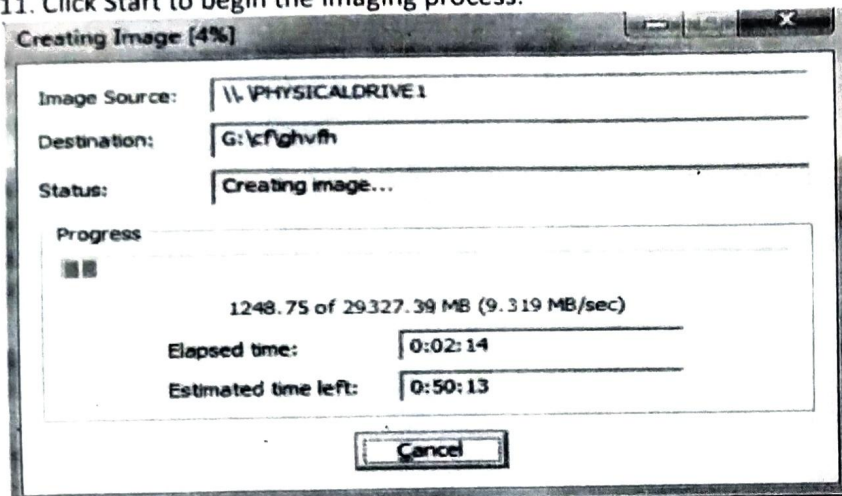 11. Click Start to begin the imaging process.
Creating Image [4%]
Image Source: \\.\PHYSICALDRIVE1
Destination: G:\cf\ghvfh
Status: Creating image...
Progress
1248.75 of 29327.39 MB (9.319 MB/sec)
Elapsed time: 0:02:14
Estimated time left: 0:50:13
Cancel